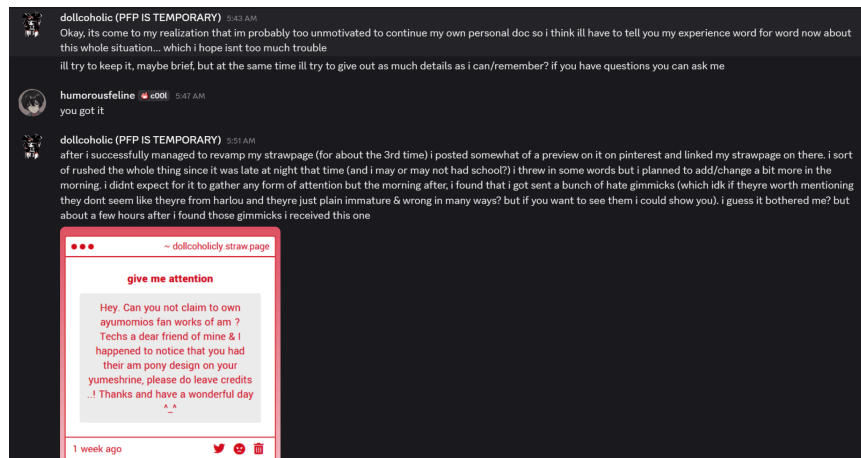 dollcoholic (PFP IS TEMPORARY) 5:43 AM
Okay, its come to my realization that im probably too unmotivated to continue my own personal doc so i think ill have to tell you my experience word for word now about
this whole situation... which i hope isnt too much trouble
ill try to keep it, maybe brief, but at the same time ill try to give out as much details as i can/remember? if you have questions you can ask me
humorousfeline c00l 5:47 AM
you got it
dollcoholic (PFP IS TEMPORARY) 5:51 AM
after i successfully managed to revamp my strawpage (for about the 3rd time) i posted somewhat of a preview on it on pinterest and linked my strawpage on there. i sort
of rushed the whole thing since it was late at night that time (and i may or may not had school?) i threw in some words but i planned to add/change a bit more in the
morning. i didnt expect for it to gather any form of attention but the morning after, i found that i got sent a bunch of hate gimmicks (which idk if theyre worth mentioning
they dont seem like theyre from harlou and theyre just plain immature & wrong in many ways? but if you want to see them i could show you). i guess it bothered me? but
about a few hours after i found those gimmicks i received this one
~ dollcoholicly.straw.page
give me attention
Hey. Can you not claim to own
ayumomios fan works of am ?
Techs a dear friend of mine & I
happened to notice that you had
their am pony design on your
yumeshrine, please do leave credits
..! Thanks and have a wonderful day
^_^
1 week ago